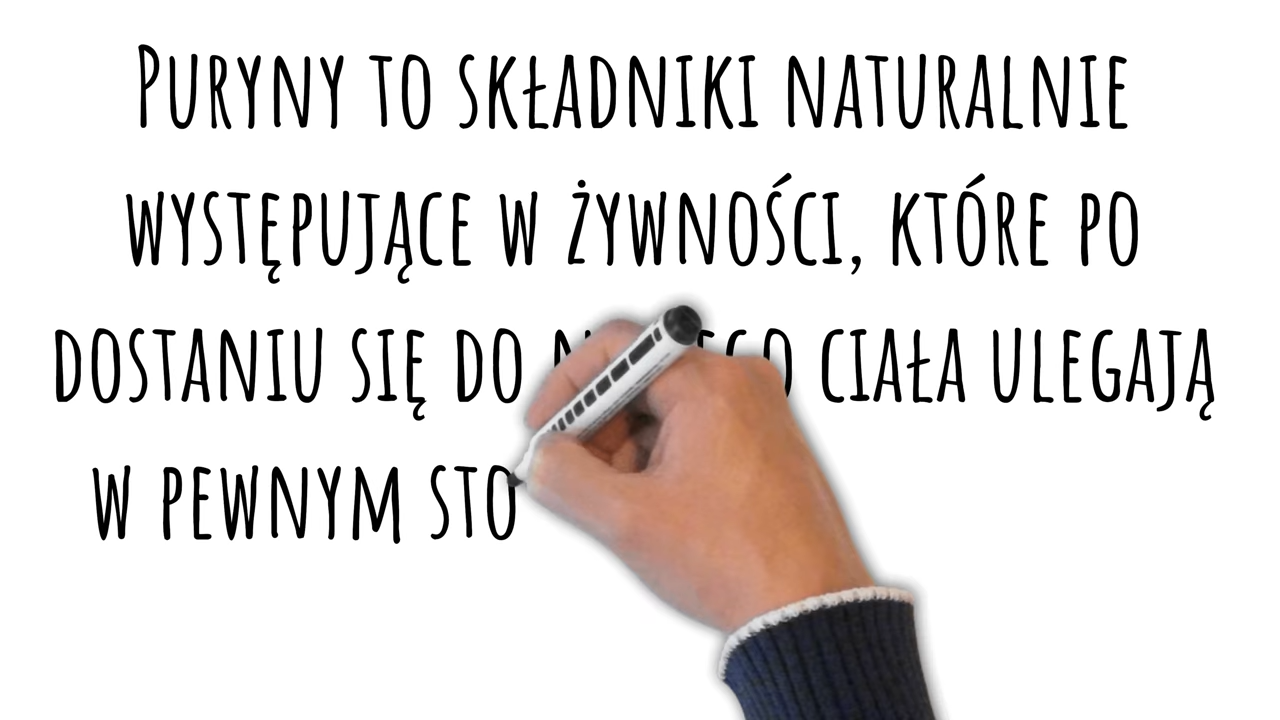 Puryny to składniki naturalnie
występujące w żywności, które po
dostaniu się do ciała ulegają
w pewnym sto